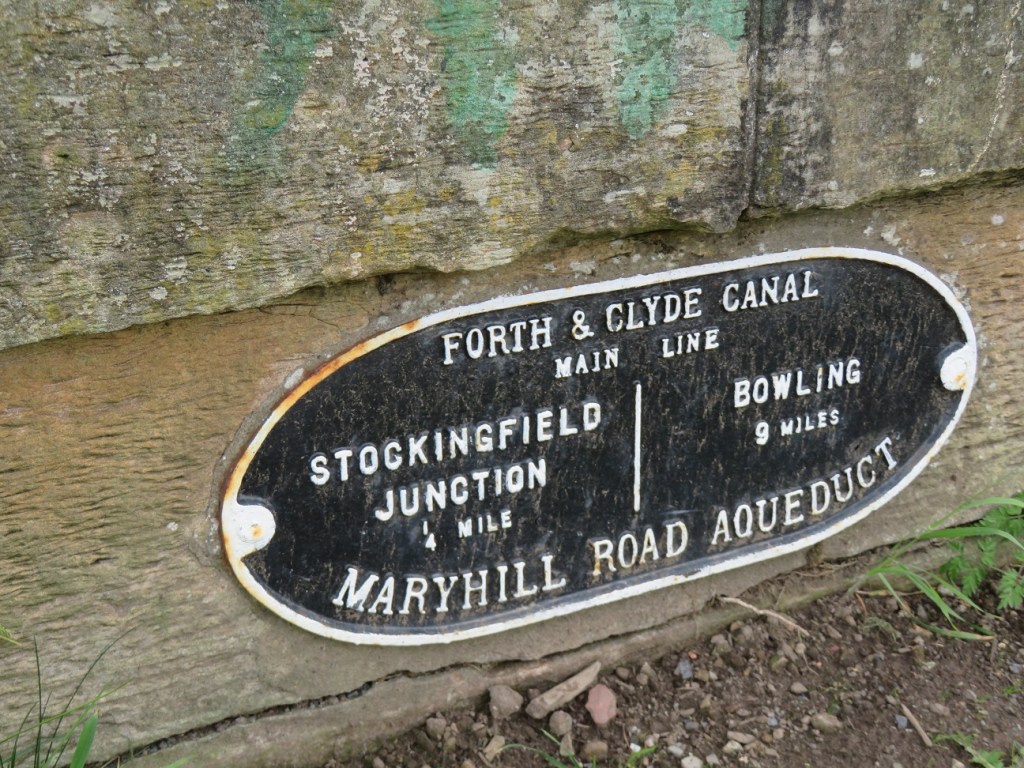 FORTH & CLYDE CANAL
MAIN LINE
STOCKINGFIELD
JUNCTION
1/4 MILE
BOWLING
9 MILES
MARYHILL ROAD AQUEDUCT